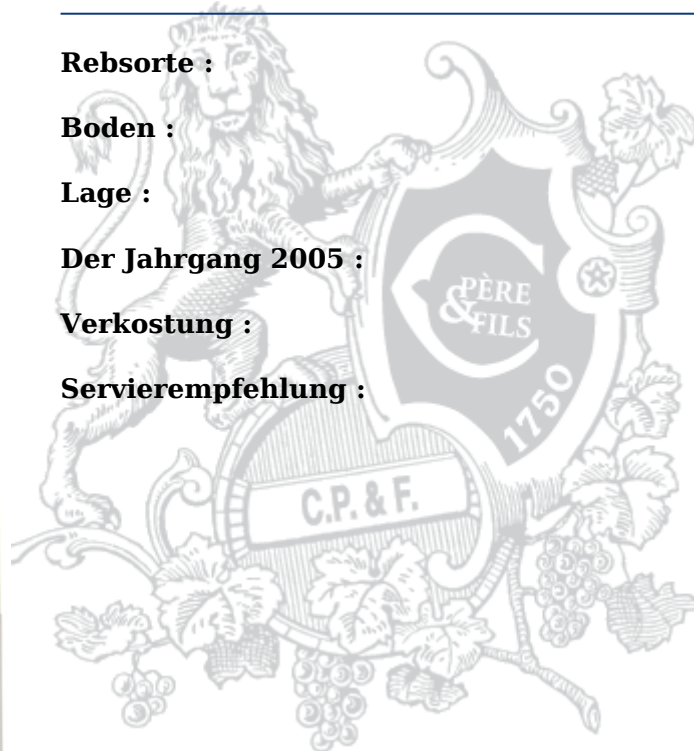 Rebsorte :
Boden :
Lage :
Der Jahrgang 2005 :
Verkostung :
Servierempfehlung :
C
PÈRE
& FILS
1750
C.P. & F.